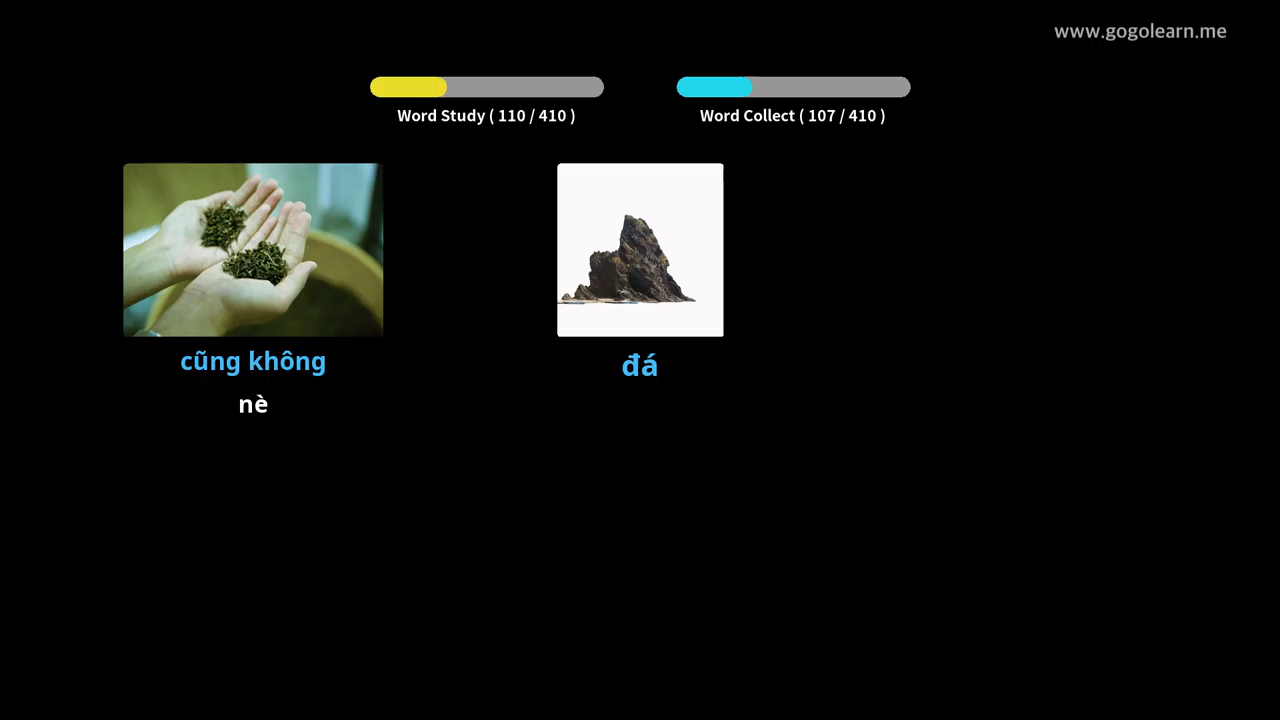 www.gogolearn.me
Word Study ( 110 / 410 )
Word Collect ( 107 / 410 )
cũng không
nè
đá